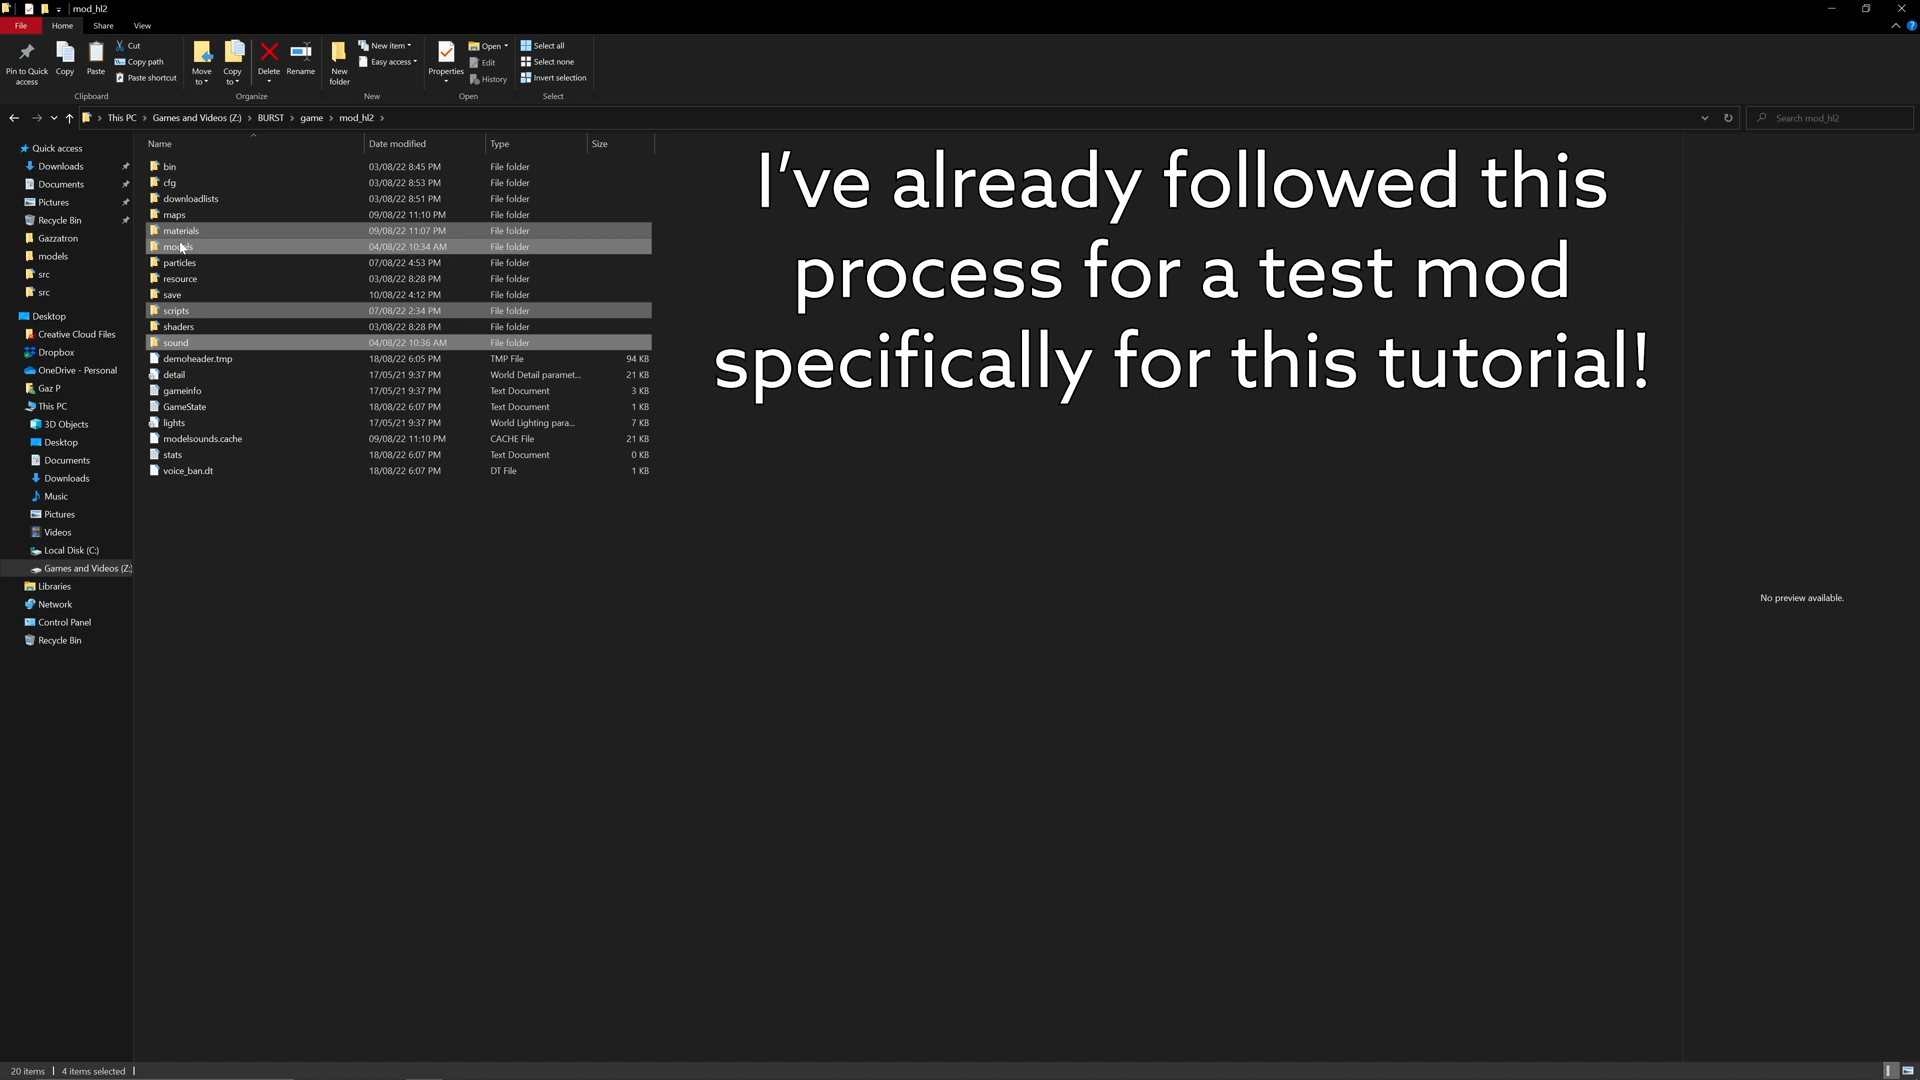 mod_hl2
File Home Share View
Pin to Quick access
Copy
Paste
Cut
Copy path
Paste shortcut
Clipboard
Move to
Copy to
Delete
Rename
Organize
New folder
New item
Easy access
New
Properties
Open
Edit
History
Open
Select all
Select none
Invert selection
Select
This PC > Games and Videos (Z:) > BURST > game > mod_hl2 >
Search mod_hl2
Quick access
Downloads
Documents
Pictures
Recycle Bin
Gazzatron
models
src
src
Desktop
Creative Cloud Files
Dropbox
OneDrive - Personal
Gaz P
This PC
3D Objects
Desktop
Documents
Downloads
Music
Pictures
Videos
Local Disk (C:)
Games and Videos (Z:)
Libraries
Network
Control Panel
Recycle Bin
Name Date modified Type Size
bin 03/08/22 8:45 PM File folder
cfg 03/08/22 8:53 PM File folder
downloadlists 03/08/22 8:51 PM File folder
maps 09/08/22 11:10 PM File folder
materials 09/08/22 11:07 PM File folder
models 04/08/22 10:34 AM File folder
particles 07/08/22 4:53 PM File folder
resource 03/08/22 8:28 PM File folder
save 10/08/22 4:12 PM File folder
scripts 07/08/22 2:34 PM File folder
shaders 03/08/22 8:28 PM File folder
sound 04/08/22 10:36 AM File folder
demoheader.tmp 18/08/22 6:05 PM TMP File 94 KB
detail 17/05/21 9:37 PM World Detail paramet... 21 KB
gameinfo 17/05/21 9:37 PM Text Document 3 KB
GameState 18/08/22 6:07 PM Text Document 1 KB
lights 17/05/21 9:37 PM World Lighting para... 7 KB
modelsounds.cache 09/08/22 11:10 PM CACHE File 21 KB
stats 18/08/22 6:07 PM Text Document 0 KB
voice_ban.dt 18/08/22 6:07 PM DT File 1 KB
I've already followed this
process for a test mod
specifically for this tutorial!
No preview available.
20 items 4 items selected